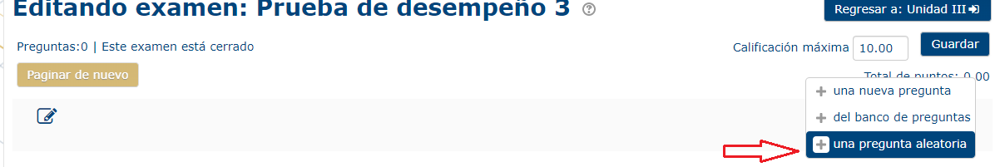 Editando examen: Prueba de desempeño 3
Regresar a: Unidad III
Preguntas:0 | Este examen está cerrado
Calificación máxima 10.00 Guardar
Paginar de nuevo
Total de puntos: 0.00
una nueva pregunta
del banco de preguntas
una pregunta aleatoria